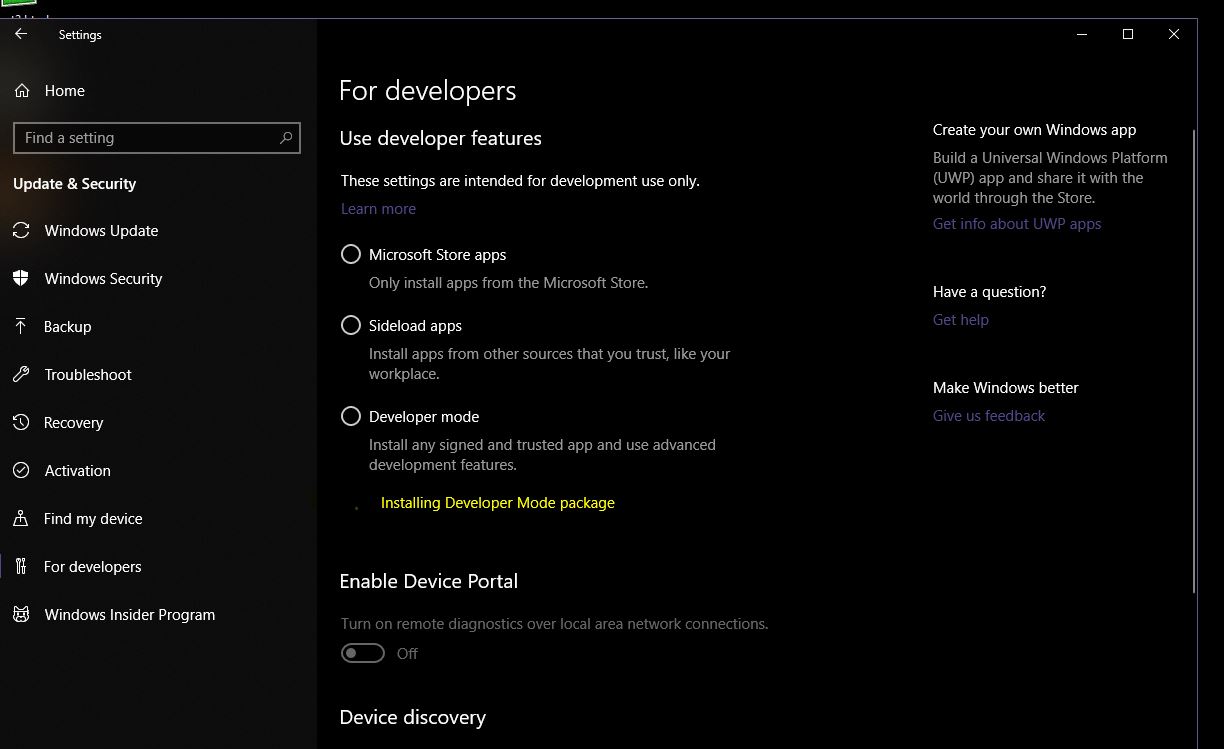 Settings
Home
Find a setting
Update & Security
Windows Update
Windows Security
Backup
Troubleshoot
Recovery
Activation
Find my device
For developers
Windows Insider Program
For developers
Use developer features
These settings are intended for development use only.
Learn more
Microsoft Store apps
Only install apps from the Microsoft Store.
Sideload apps
Install apps from other sources that you trust, like your
workplace.
Developer mode
Install any signed and trusted app and use advanced
development features.
Installing Developer Mode package
Enable Device Portal
Turn on remote diagnostics over local area network connections.
Off
Device discovery
Create your own Windows app
Build a Universal Windows Platform
(UWP) app and share it with the
world through the Store.
Get info about UWP apps
Have a question?
Get help
Make Windows better
Give us feedback